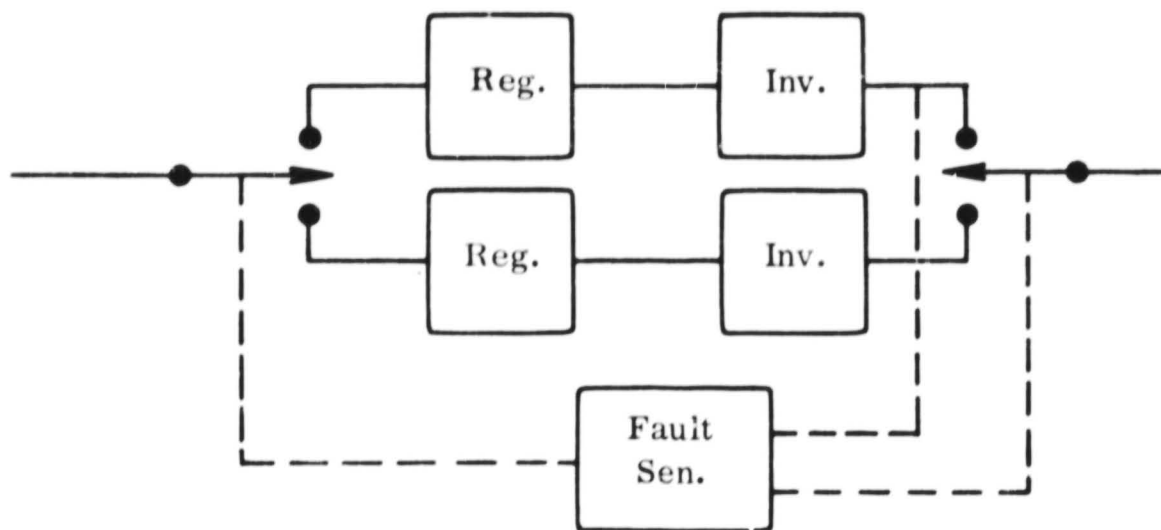 Reg.
Inv.
Reg.
Inv.
Fault
Sen.